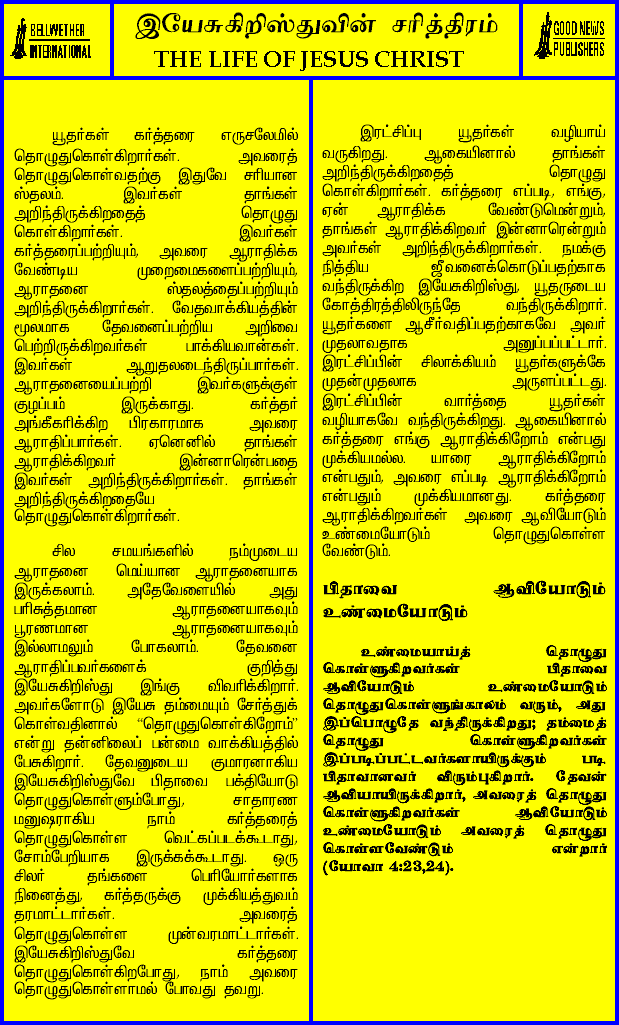 BELLWETHER
INTERNATIONAL
இயேசுகிறிஸ்துவின் சரித்திரம்
THE LIFE OF JESUS CHRIST
GOOD NEWS
PUBLISHERS
யூதர்கள் கர்த்தரை எருசலேமில்
தொழுதுகொள்கிறார்கள். அவரைத்
தொழுதுகொள்வதற்கு இதுவே சரியான
ஸ்தலம். இவர்கள் தாங்கள்
அறிந்திருக்கிறதைத் தொழுது
கொள்கிறார்கள். இவர்கள்
கர்த்தரைப்பற்றியும், அவரை ஆராதிக்க
வேண்டிய முறைமைகளைப்பற்றியும்,
ஆராதனை ஸ்தலத்தைப்பற்றியும்
அறிந்திருக்கிறார்கள். வேதவாக்கியத்தின்
மூலமாக தேவனைப்பற்றிய அறிவை
பெற்றிருக்கிறவர்கள் பாக்கியவான்கள்.
இவர்கள் ஆறுதலடைந்திருப்பார்கள்.
ஆராதனையைப்பற்றி இவர்களுக்குள்
குழப்பம் இருக்காது. கர்த்தர்
அங்கீகரிக்கிற பிரகாரமாக அவரை
ஆராதிப்பார்கள். ஏனெனில் தாங்கள்
ஆராதிக்கிறவர் இன்னாரென்பதை
இவர்கள் அறிந்திருக்கிறார்கள். தாங்கள்
அறிந்திருக்கிறதையே
தொழுதுகொள்கிறார்கள்.
சில சமயங்களில் நம்முடைய
ஆராதனை மெய்யான ஆராதனையாக
இருக்கலாம். அதேவேளையில் அது
பரிசுத்தமான ஆராதனையாகவும்
பூரணமான ஆராதனையாகவும்
இல்லாமலும் போகலாம். தேவனை
ஆராதிப்பவர்களைக் குறித்து
இயேசுகிறிஸ்து இங்கு விவரிக்கிறார்.
அவர்களோடு இயேசு தம்மையும் சேர்த்துக்
கொள்வதினால் “தொழுதுகொள்கிறோம்”
என்று தன்னிலைப் பன்மை வாக்கியத்தில்
பேசுகிறார். தேவனுடைய குமாரனாகிய
இயேசுகிறிஸ்துவே பிதாவை பக்தியோடு
தொழுதுகொள்ளும்போது, சாதாரண
மனுஷராகிய நாம் கர்த்தரைத்
தொழுதுகொள்ள வெட்கப்படக்கூடாது,
சோம்பேறியாக இருக்கக்கூடாது. ஒரு
சிலர் தங்களை பெரியோர்களாக
நினைத்து, கர்த்தருக்கு முக்கியத்துவம்
தரமாட்டார்கள். அவரைத்
தொழுதுகொள்ள முன்வரமாட்டார்கள்.
இயேசுகிறிஸ்துவே கர்த்தரை
தொழுதுகொள்கிறபோது, நாம் அவரை
தொழுதுகொள்ளாமல் போவது தவறு.
இரட்சிப்பு யூதர்கள் வழியாய்
வருகிறது. ஆகையினால் தாங்கள்
அறிந்திருக்கிறதைத் தொழுது
கொள்கிறார்கள். கர்த்தரை எப்படி, எங்கு,
ஏன் ஆராதிக்க வேண்டுமென்றும்,
தாங்கள் ஆராதிக்கிறவர் இன்னாரென்றும்
அவர்கள் அறிந்திருக்கிறார்கள். நமக்கு
நித்திய ஜீவனைக்கொடுப்பதற்காக
வந்திருக்கிற இயேசுகிறிஸ்து, யூதருடைய
கோத்திரத்திலிருந்தே வந்திருக்கிறார்.
யூதர்களை ஆசீர்வதிப்பதற்காகவே அவர்
முதலாவதாக அனுப்பப்பட்டார்.
இரட்சிப்பின் சிலாக்கியம் யூதர்களுக்கே
முதன்முதலாக அருளப்பட்டது.
இரட்சிப்பின் வார்த்தை யூதர்கள்
வழியாகவே வந்திருக்கிறது. ஆகையினால்
கர்த்தரை எங்கு ஆராதிக்கிறோம் என்பது
முக்கியமல்ல. யாரை ஆராதிக்கிறோம்
என்பதும், அவரை எப்படி ஆராதிக்கிறோம்
என்பதும் முக்கியமானது. கர்த்தரை
ஆராதிக்கிறவர்கள் அவரை ஆவியோடும்
உண்மையோடும் தொழுதுகொள்ள
வேண்டும்.
பிதாவை ஆவியோடும்
உண்மையோடும்
உண்மையாய்த் தொழுது
கொள்ளுகிறவர்கள் பிதாவை
ஆவியோடும் உண்மையோடும்
தொழுதுகொள்ளுங்காலம் வரும், அது
இப்பொழுதே வந்திருக்கிறது; தம்மைத்
தொழுது கொள்ளுகிறவர்கள்
இப்படிப்பட்டவர்களாயிருக்கும் படி
பிதாவானவர் விரும்புகிறார். தேவன்
ஆவியாயிருக்கிறார், அவரைத் தொழுது
கொள்ளுகிறவர்கள் ஆவியோடும்
உண்மையோடும் அவரைத் தொழுது
கொள்ளவேண்டும் என்றார்
(யோவா 4:23,24).